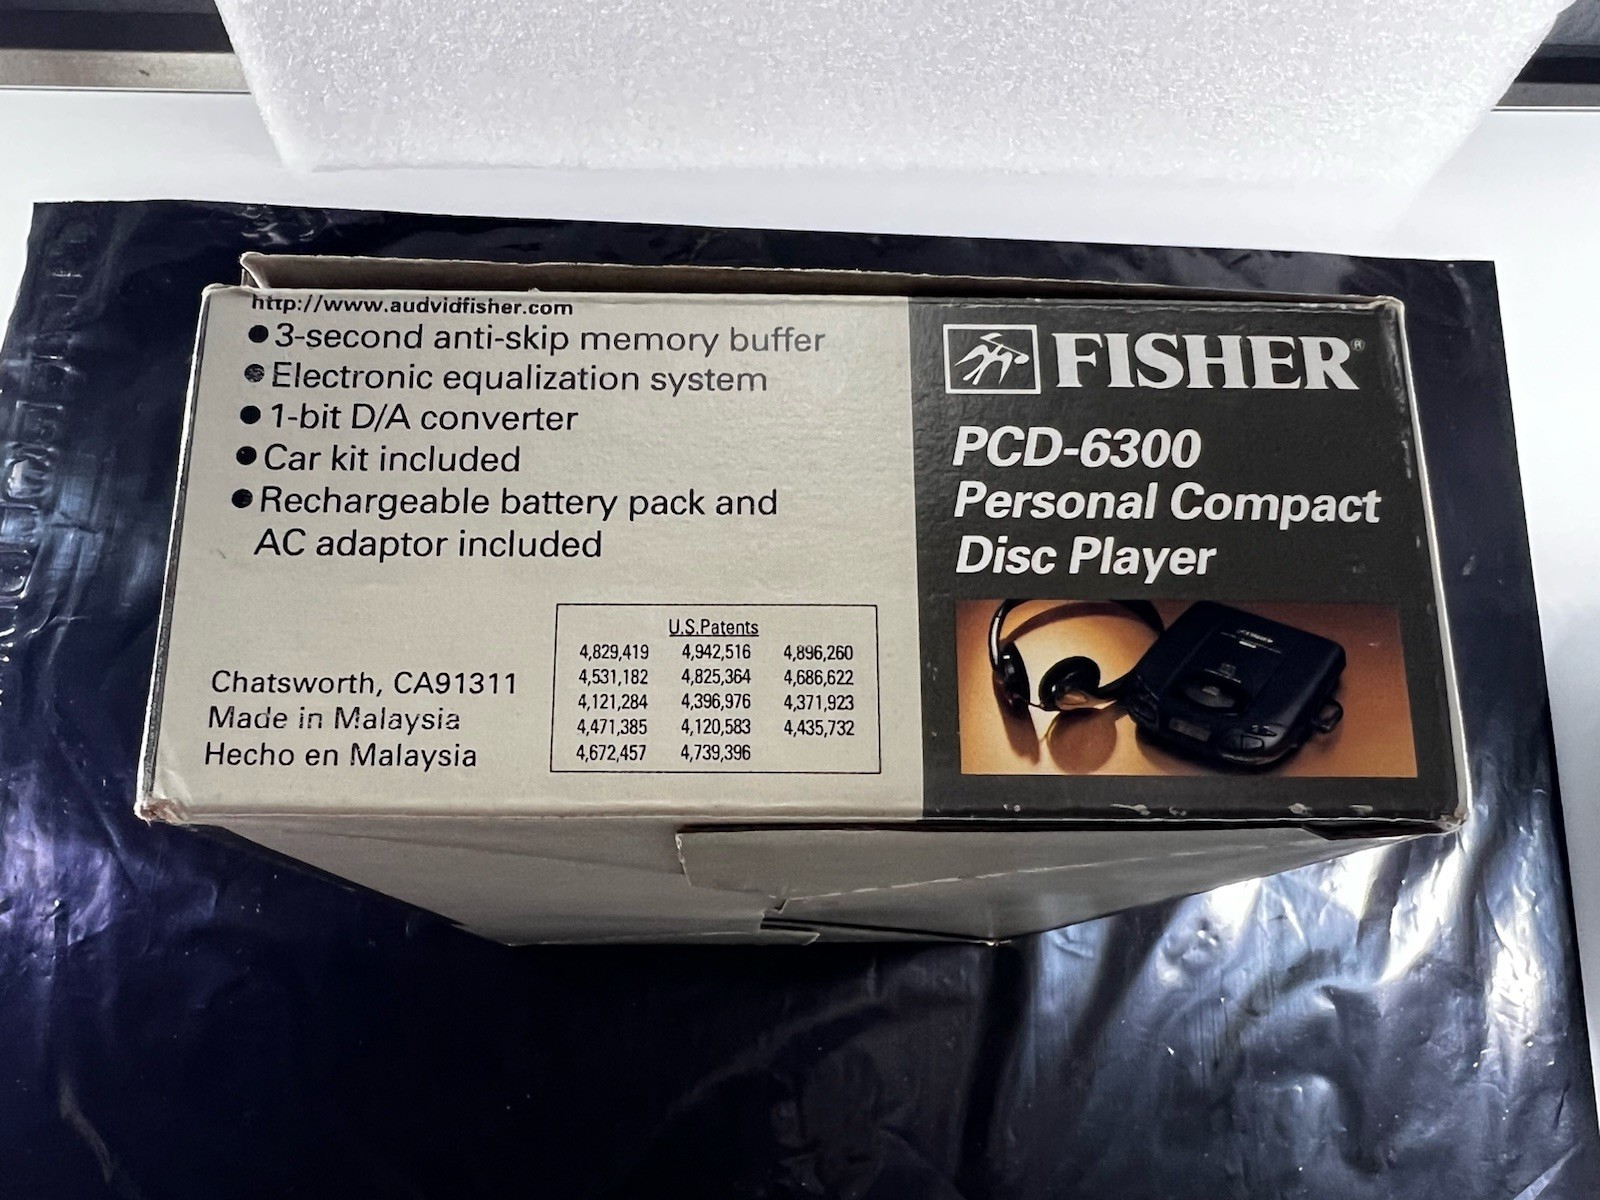 http://www.audvidfisher.com
● 3-second anti-skip memory buffer
● Electronic equalization system
● 1-bit D/A converter
● Car kit included
● Rechargeable battery pack and
AC adaptor included
Chatsworth, CA91311
Made in Malaysia
Hecho en Malaysia
U.S.Patents
4,829,419 4,942,516 4,896,260
4,531,182 4,825,364 4,686,622
4,121,284 4,396,976 4,371,923
4,471,385 4,120,583 4,435,732
4,672,457 4,739,396
FISHER®
PCD-6300
Personal Compact
Disc Player
FISHER